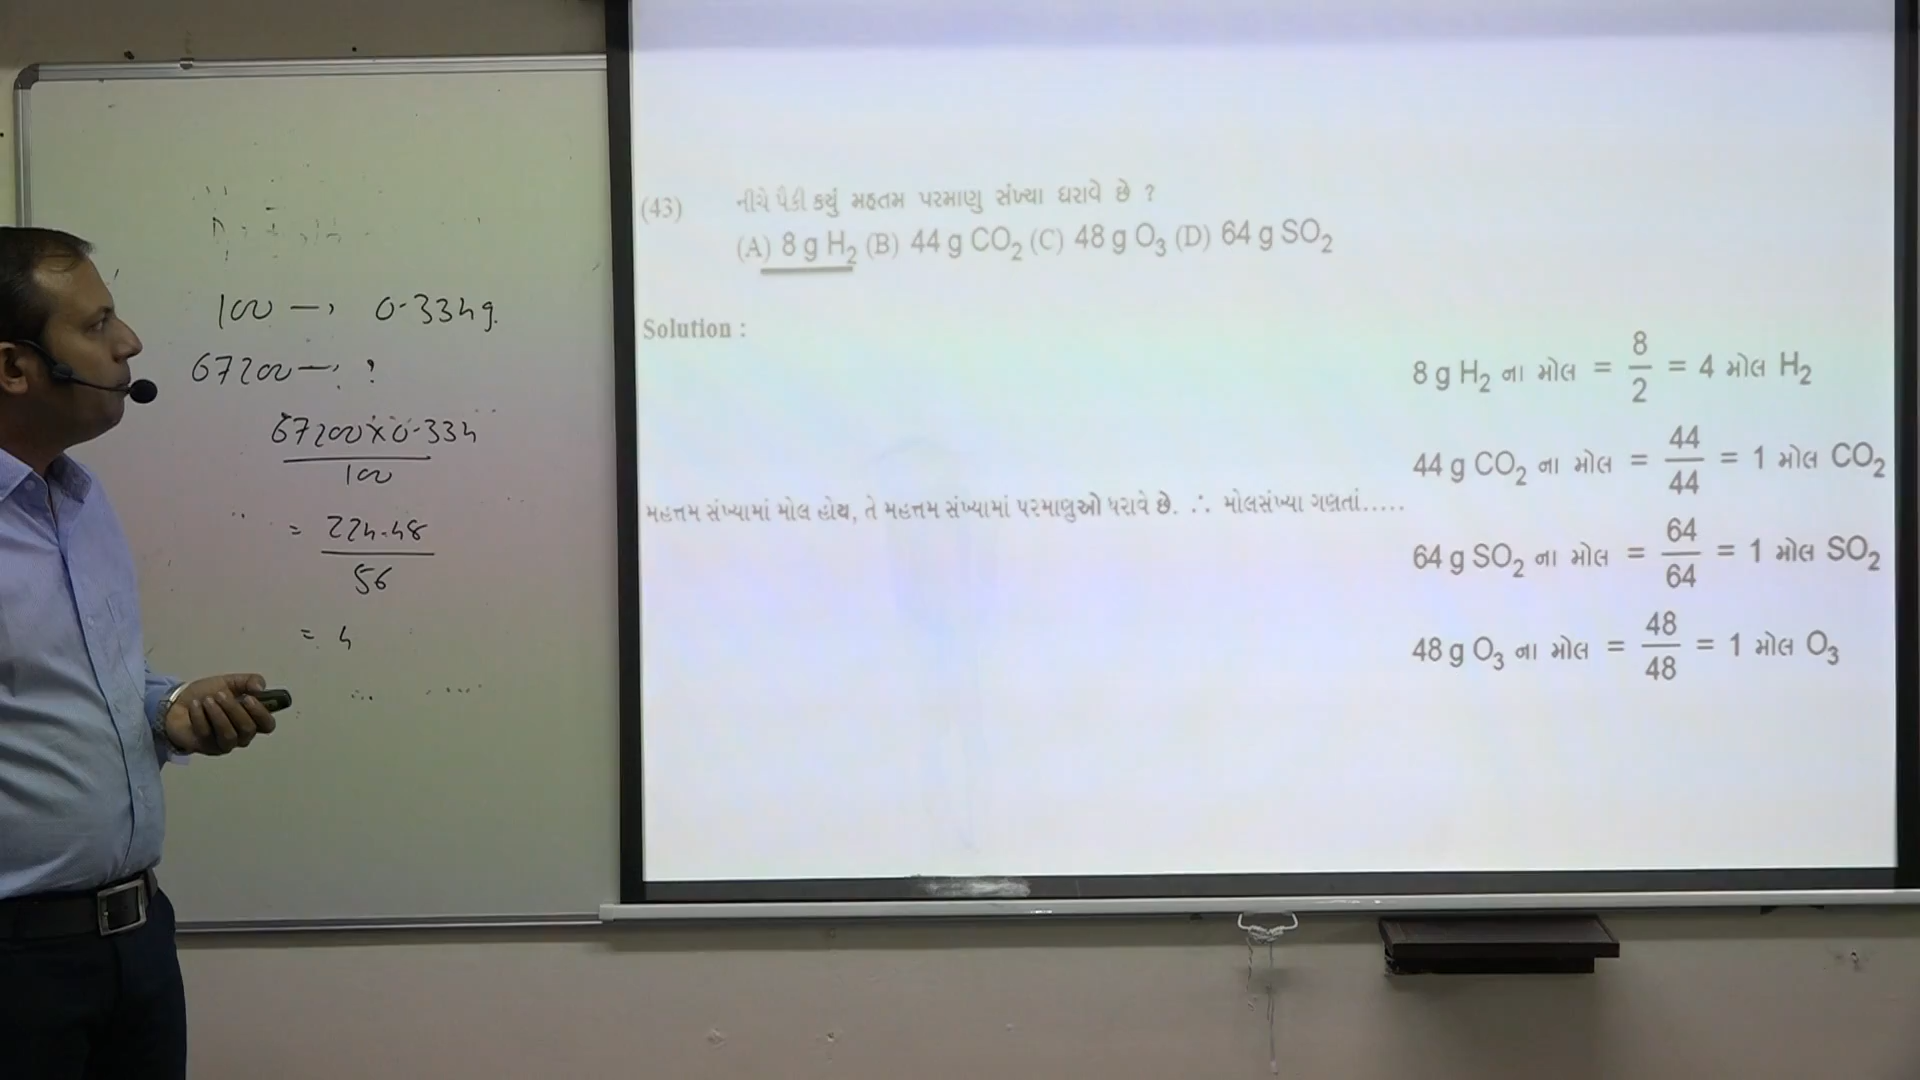 100 → 0.334g.
67200 → ?
67200×0.334
100
= 224.48
56
= 4
(43) નીચે પૈકી કયું મહતમ પરમાણુ સંખ્યા ધરાવે છે ?
(A) 8 g H₂ (B) 44 g CO₂ (C) 48 g O₃ (D) 64 g SO₂
Solution :
8 g H₂ ના મોલ = 8/2 = 4 મોલ H₂
44 g CO₂ ના મોલ = 44/44 = 1 મોલ CO₂
મહત્તમ સંખ્યામાં મોલ હોય, તે મહત્તમ સંખ્યામાં પરમાણુઓ ધરાવે છે. ∴ મોલસંખ્યા ગણતાં.....
64 g SO₂ ના મોલ = 64/64 = 1 મોલ SO₂
48 g O₃ ના મોલ = 48/48 = 1 મોલ O₃